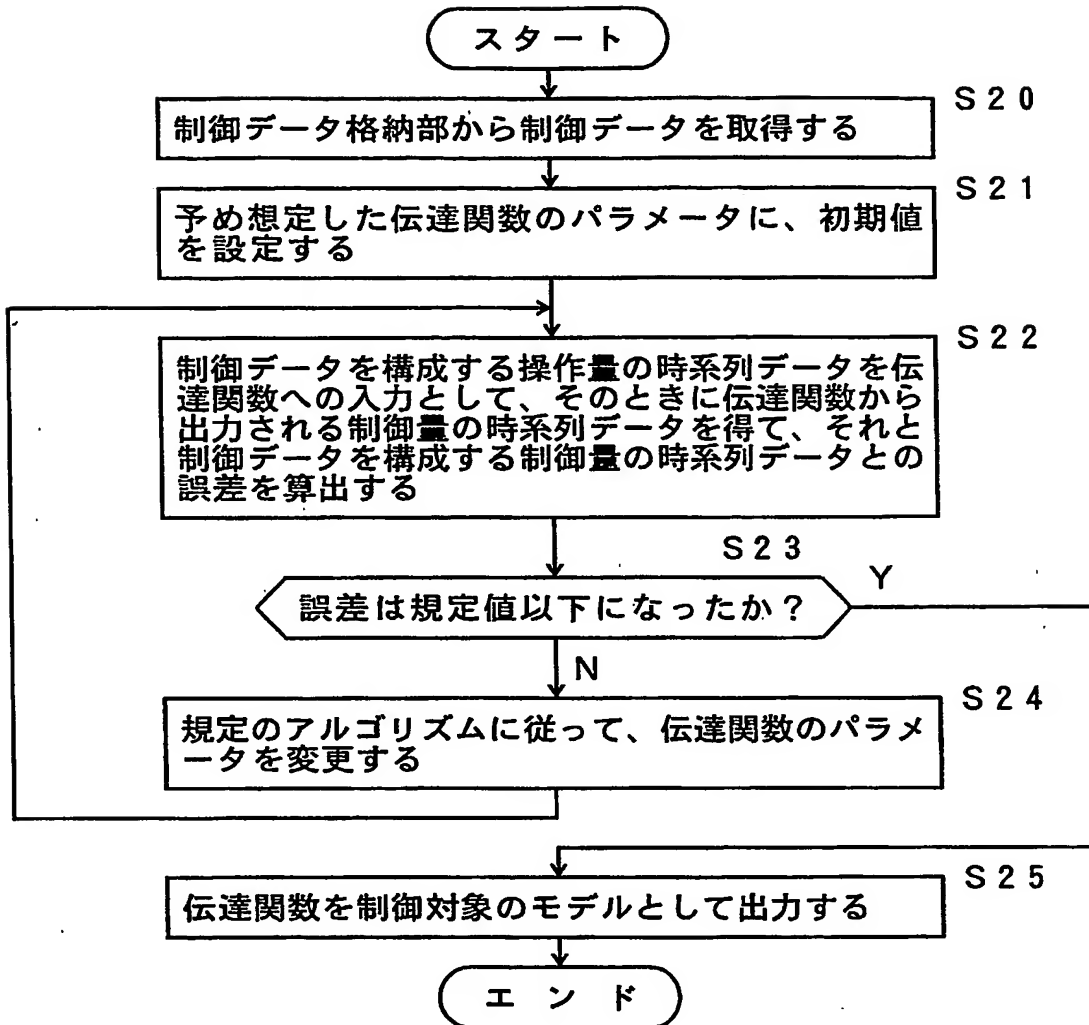 スタート
S20
制御データ格納部から制御データを取得する
S21
予め想定した伝達関数のパラメータに、初期値
を設定する
S22
制御データを構成する操作量の時系列データを伝
達関数への入力として、そのときに伝達関数から
出力される制御量の時系列データを得て、それと
制御データを構成する制御量の時系列データとの
誤差を算出する
S23
誤差は規定値以下になったか？
Y
N
S24
規定のアルゴリズムに従って、伝達関数のパラメ
ータを変更する
S25
伝達関数を制御対象のモデルとして出力する
エンド